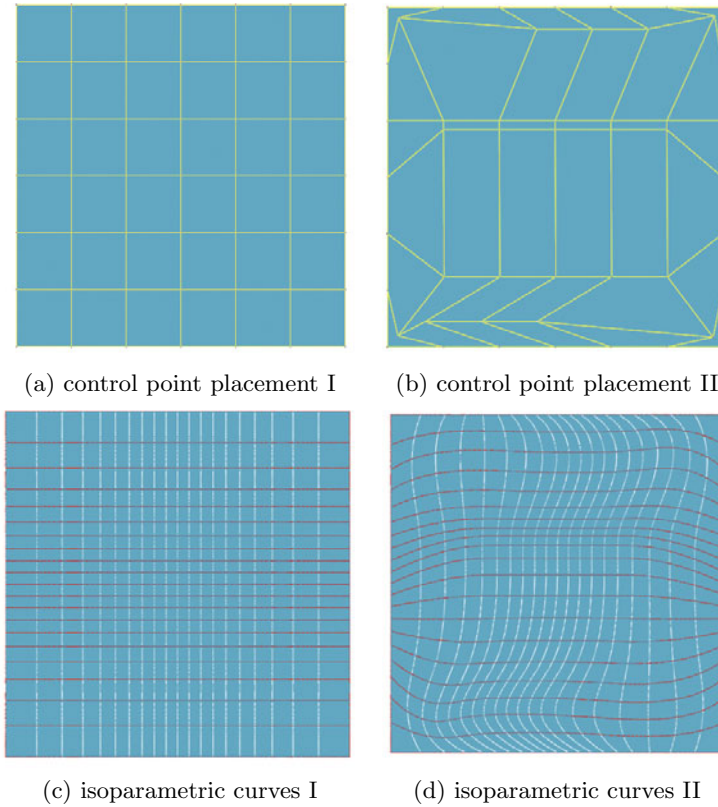 (a) control point placement I
(b) control point placement II
(c) isoparametric curves I
(d) isoparametric curves II